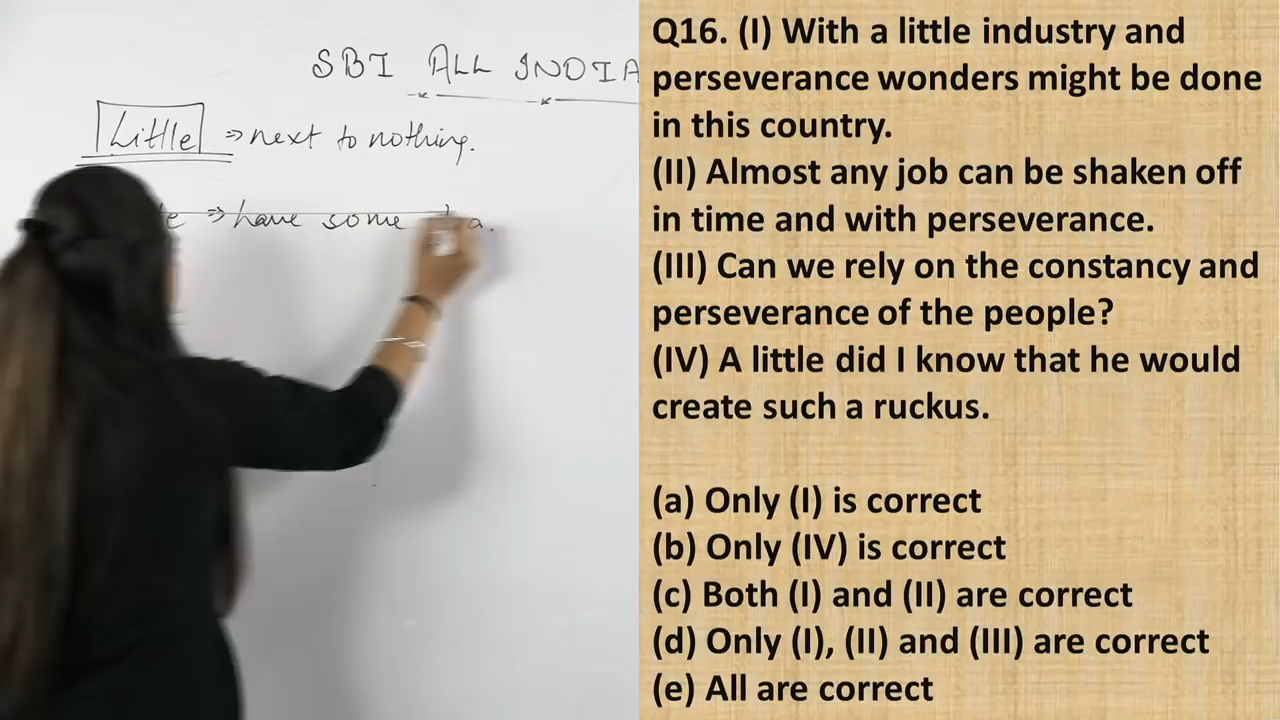 SBI ALL INDIA
Little ⇒ next to nothing.
⇒ have some
Q16. (I) With a little industry and
perseverance wonders might be done
in this country.
(II) Almost any job can be shaken off
in time and with perseverance.
(III) Can we rely on the constancy and
perseverance of the people?
(IV) A little did I know that he would
create such a ruckus.
(a) Only (I) is correct
(b) Only (IV) is correct
(c) Both (I) and (II) are correct
(d) Only (I), (II) and (III) are correct
(e) All are correct